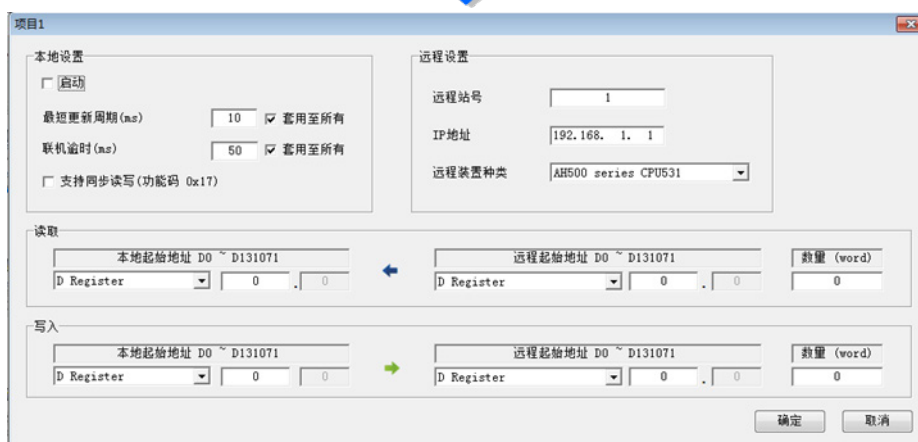 项目1
本地设置
启动
最短更新周期(ms) 10 套用至所有
联机逾时(ms) 50 套用至所有
支持同步读写(功能码 0x17)
远程设置
远程站号 1
IP地址 192.168. 1. 1
远程装置种类 AH500 series CPU531
读取
本地起始地址 D0 ~ D131071 远程起始地址 D0 ~ D131071 数量 (word)
D Register 0 . 0 D Register 0 . 0 0
写入
本地起始地址 D0 ~ D131071 远程起始地址 D0 ~ D131071 数量 (word)
D Register 0 0 D Register 0 . 0 0
确定 取消